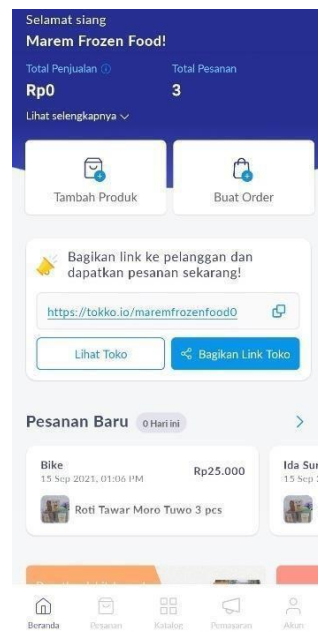 Selamat siang
Marem Frozen Food!
Total Penjualan Total Pesanan
Rp0 3
Lihat selengkapnya
Tambah Produk Buat Order
Bagikan link ke pelanggan dan
dapatkan pesanan sekarang!
https://tokko.io/maremfrozenfood0
Lihat Toko Bagikan Link Toko
Pesanan Baru 0 Hari ini
Bike Rp25.000 Ida Sur
15 Sep 2021, 01:06 PM 15 Sep
Roti Tawar Moro Tuwo 3 pcs
Beranda Pesanan Katalog Pemasaran Akun